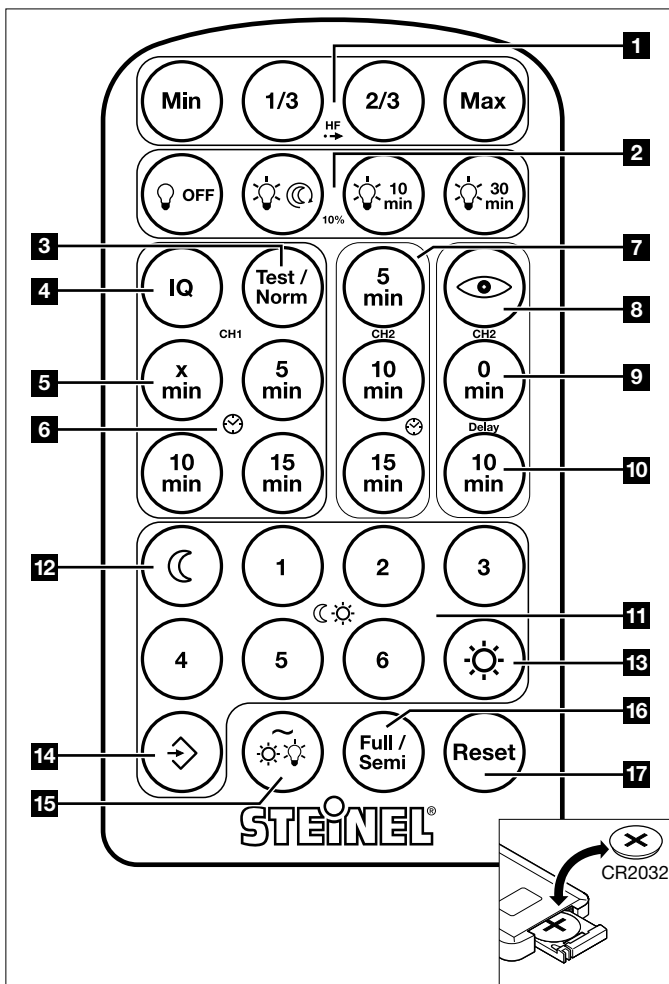 1
Min 1/3 2/3 Max
HF
2
OFF
10 min
30 min
10%
3
4
IQ
Test / Norm
5 min
7
8
CH1
CH2
CH2
5
x min
5 min
10 min
0 min
9
6
Delay
10 min
15 min
15 min
10 min
10
12
1 2 3
11
4 5 6
13
14
15
Full / Semi
16
Reset
17
STEINEL®
CR2032